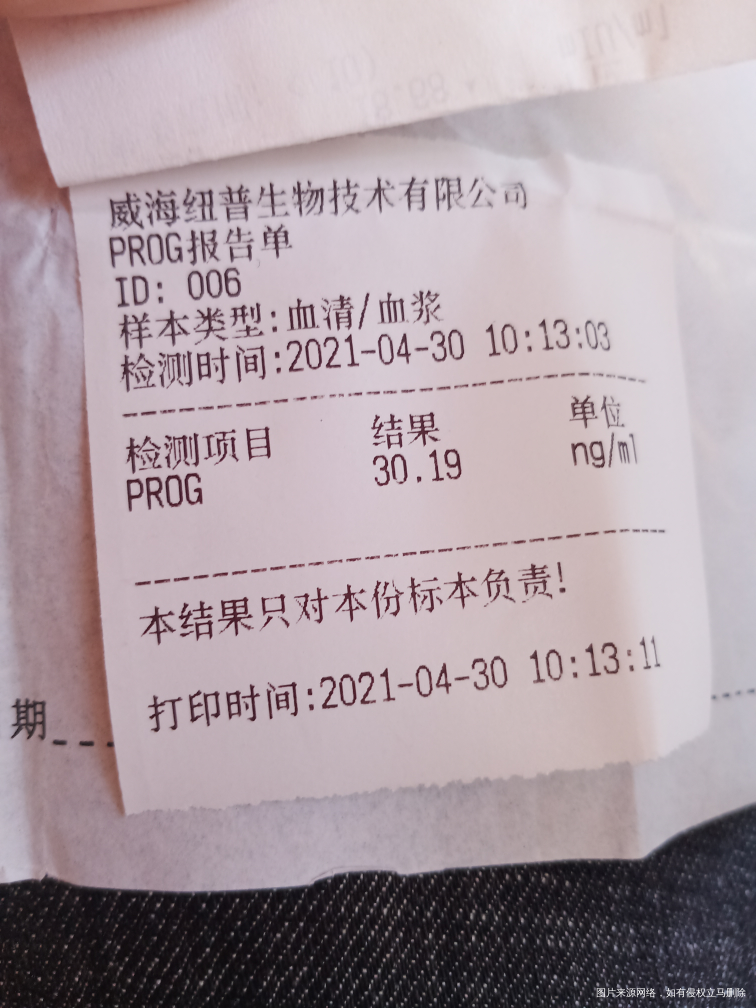 威海纽普生物技术有限公司
PROG报告单
ID: 006
样本类型:血清/血浆
检测时间:2021-04-30 10:13:03
检测项目 结果 单位
PROG 30.19 ng/ml
本结果只对本份标本负责!
打印时间:2021-04-30 10:13:11
期
图片来源网络，如有侵权立马删除